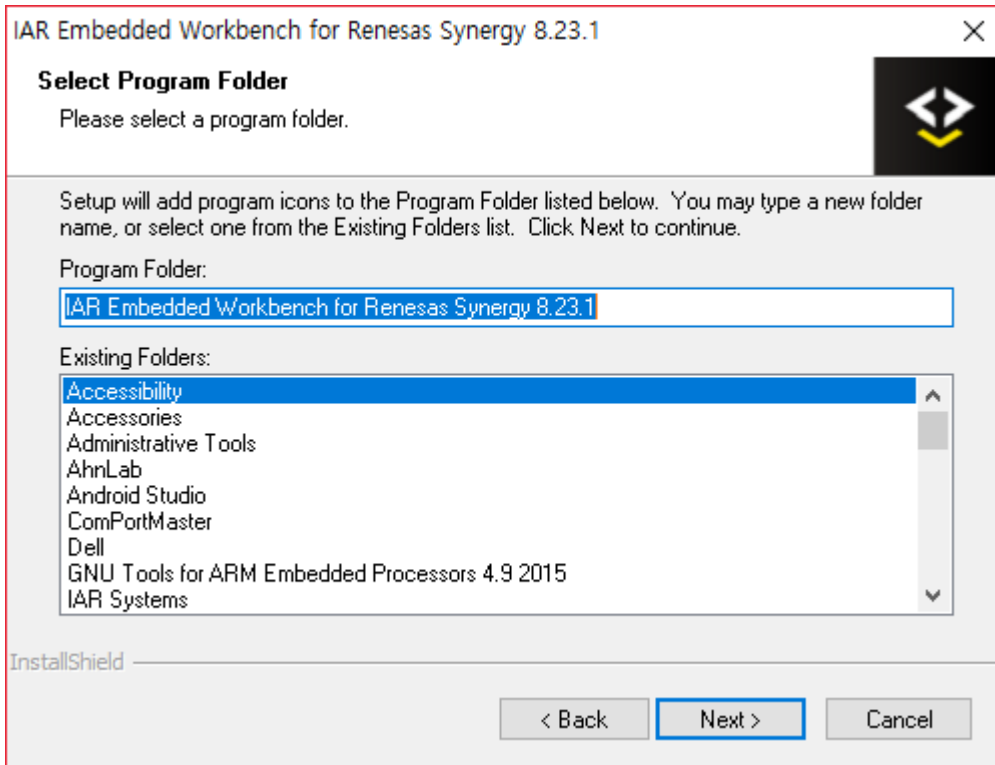 IAR Embedded Workbench for Renesas Synergy 8.23.1
Select Program Folder
Please select a program folder.
Setup will add program icons to the Program Folder listed below.  You may type a new folder
name, or select one from the Existing Folders list.  Click Next to continue.
Program Folder:
IAR Embedded Workbench for Renesas Synergy 8.23.1
Existing Folders:
Accessibility
Accessories
Administrative Tools
AhnLab
Android Studio
ComPortMaster
Dell
GNU Tools for ARM Embedded Processors 4.9 2015
IAR Systems
InstallShield
< Back
Next >
Cancel